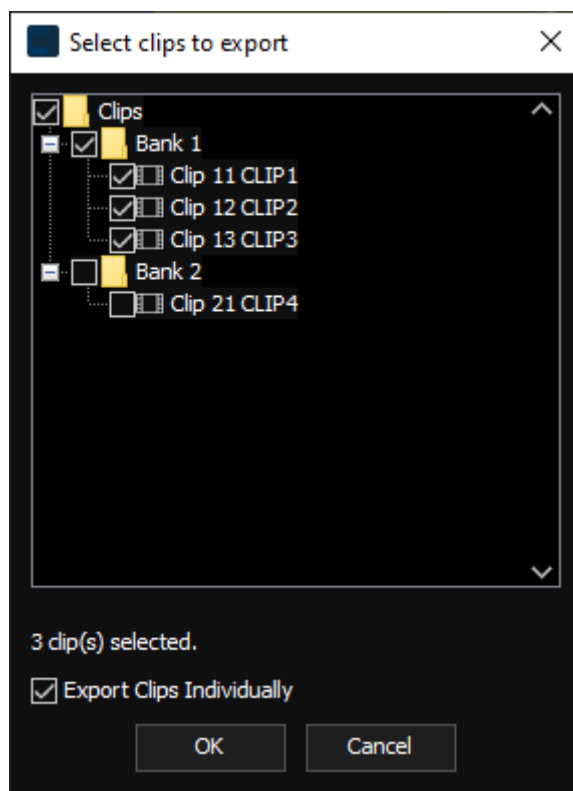 Select clips to export
Clips
Bank 1
Clip 11 CLIP1
Clip 12 CLIP2
Clip 13 CLIP3
Bank 2
Clip 21 CLIP4
3 clip(s) selected.
Export Clips Individually
OK Cancel